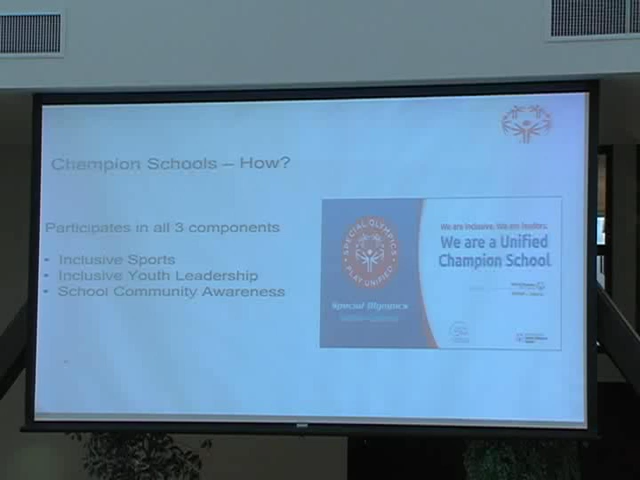 Champion Schools – How?
Participates in all 3 components
• Inclusive Sports
• Inclusive Youth Leadership
• School Community Awareness
SPECIAL OLYMPICS
PLAY UNIFIED
Special Olympics
We are inclusive. We are leaders.
We are a Unified
Champion School